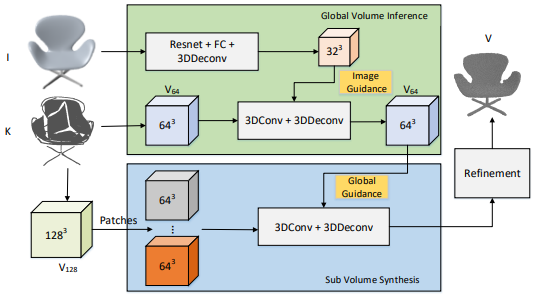 Global Volume Inference
V
I
Resnet + FC +
3DDeconv
32³
Image
Guidance
V₆₄
V₆₄
K
64³
3DConv + 3DDeconv
64³
Refinement
Global
Guidance
64³
128³
Patches
⋮
3DConv + 3DDeconv
64³
V₁₂₈
Sub Volume Synthesis